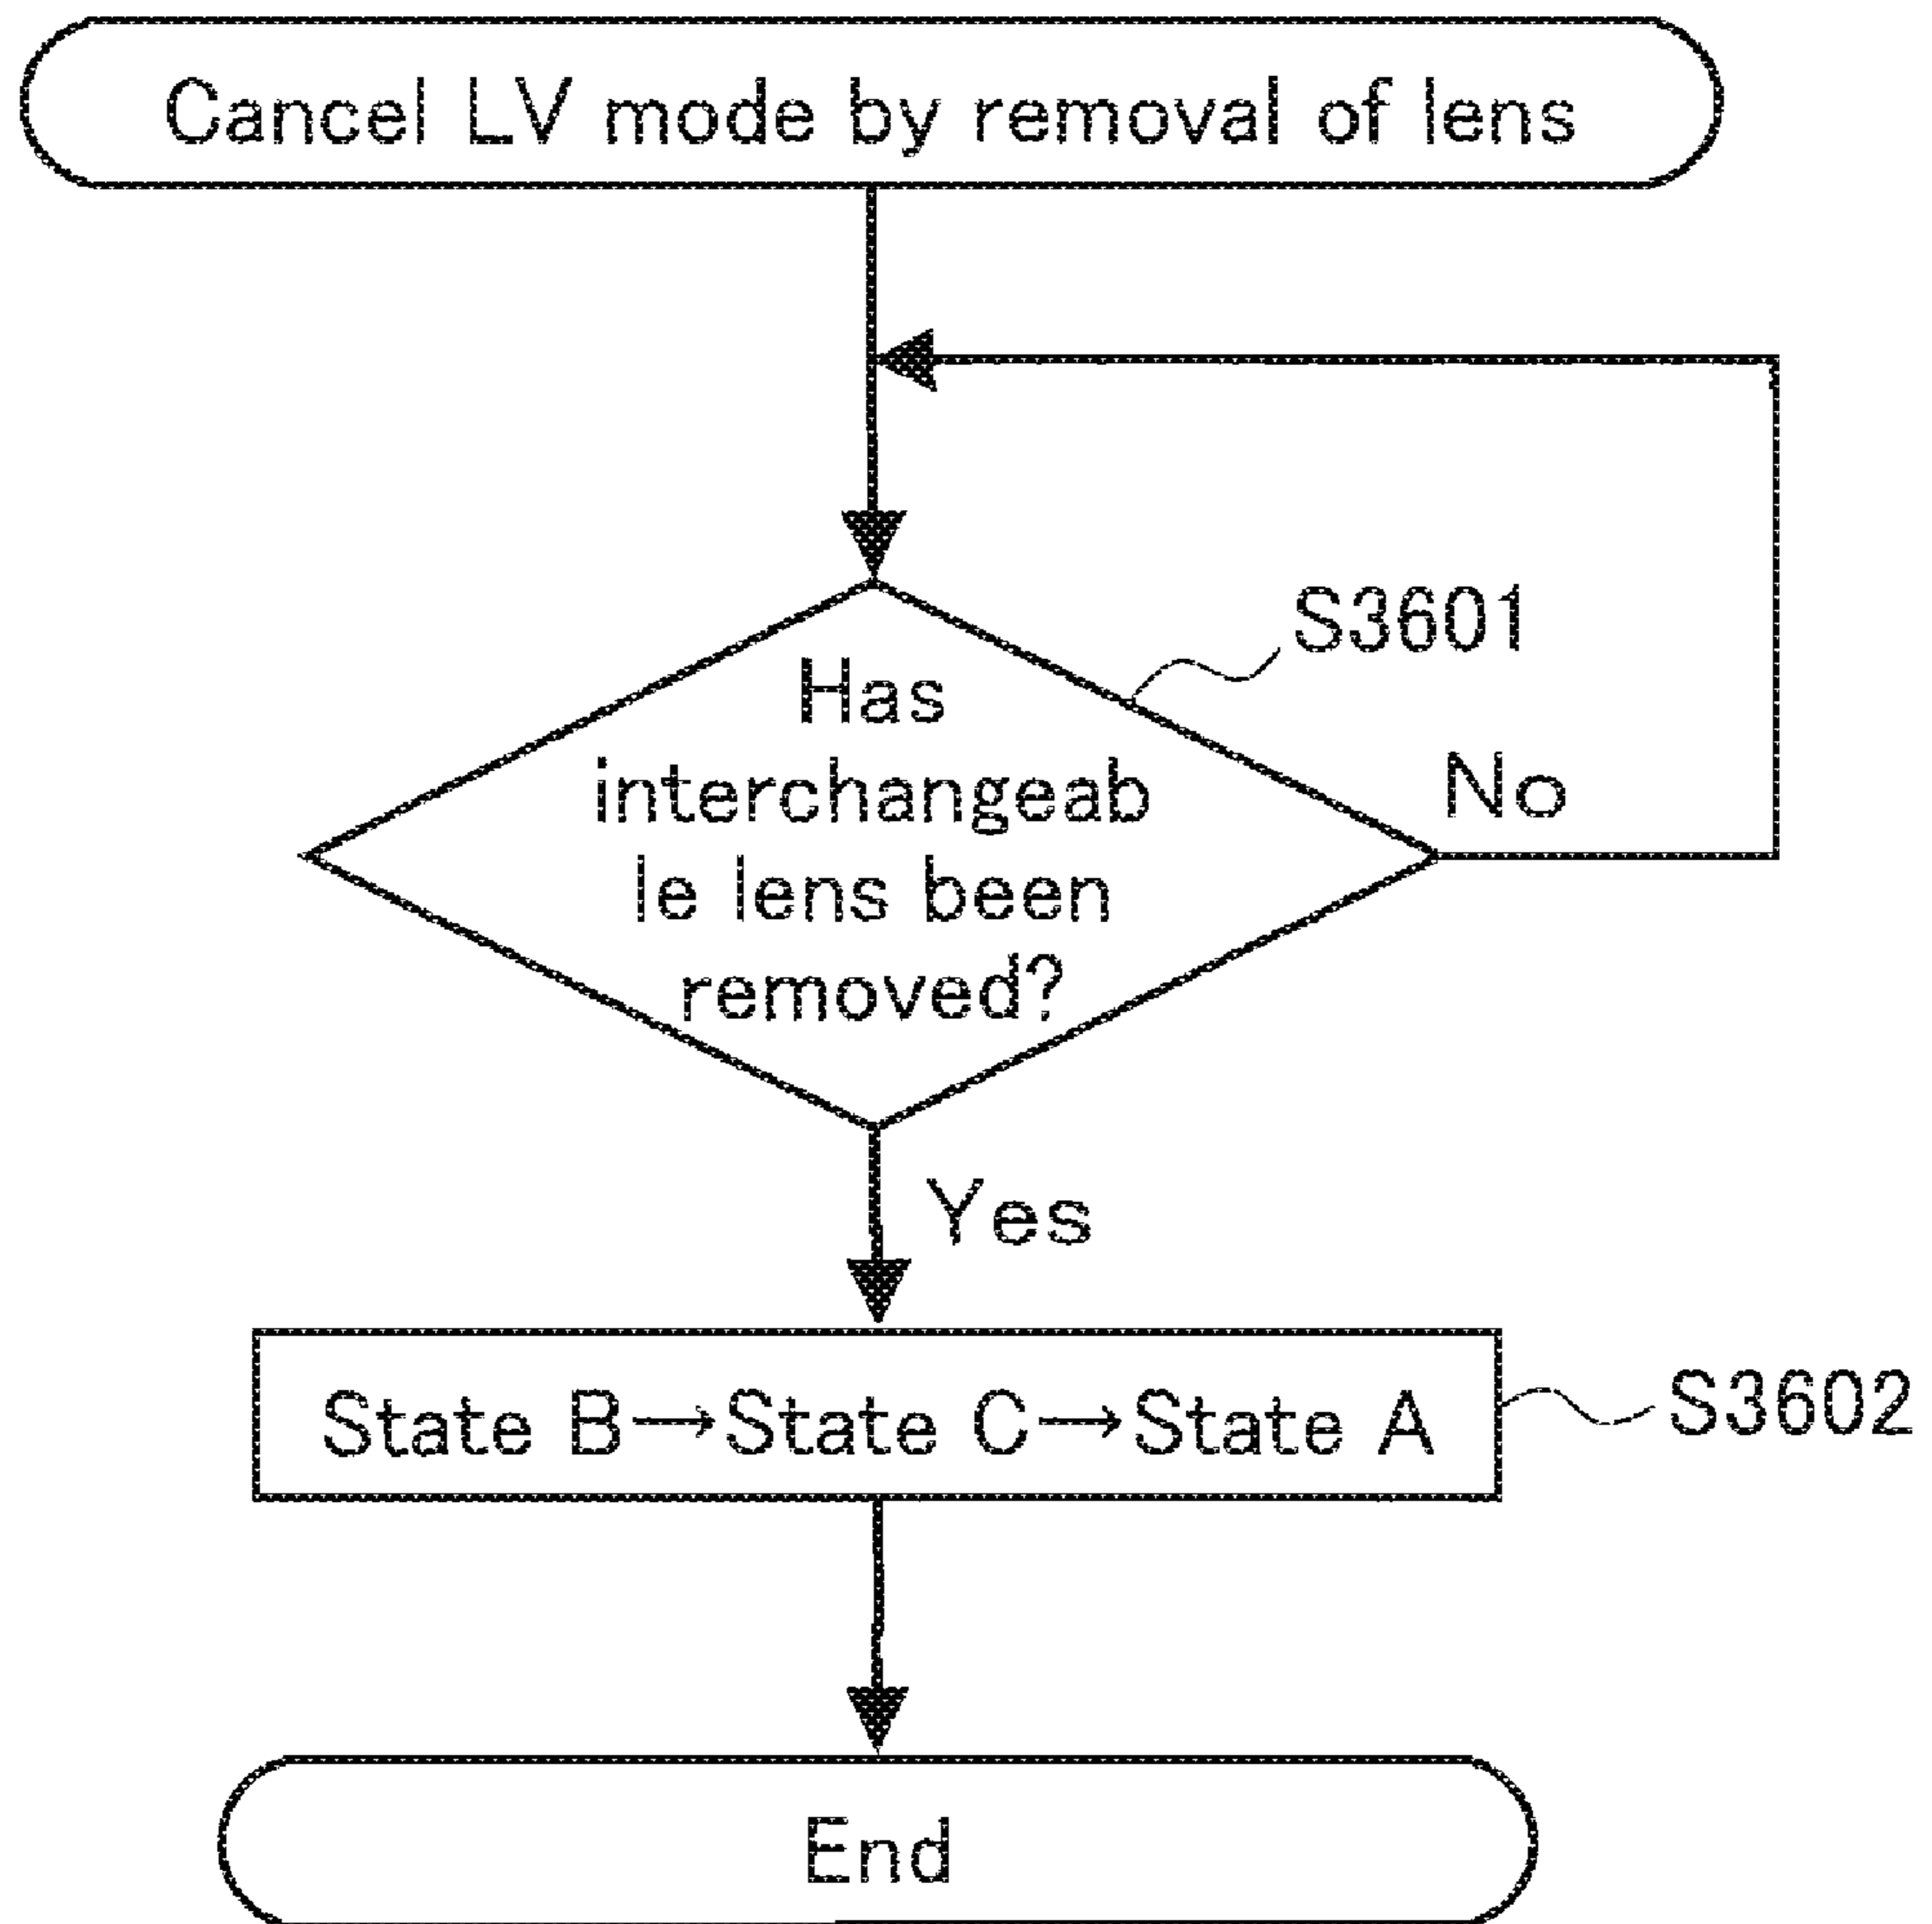 Cancel LV mode by removal of lens
S3601
Has
interchangeab
le lens been
removed?
No
Yes
State B→State C→State A
S3602
End